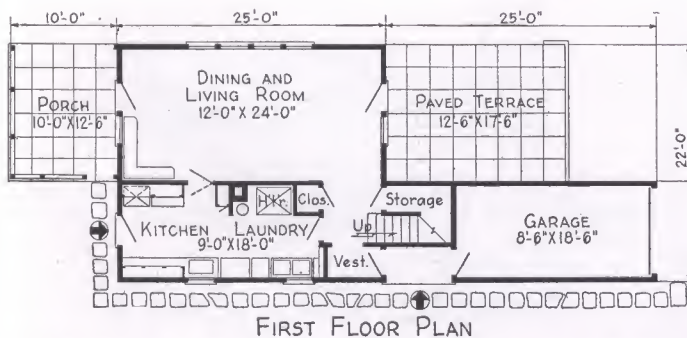 10'-0"
25'-0"
25'-0"
DINING AND
LIVING ROOM
12'-0" X 24'-0"
PORCH
10'-0"X12'-6"
PAVED TERRACE
12'-6"X17'-6"
22'-0"
H't'r.
Clos.
Storage
KITCHEN LAUNDRY
9'-0"X18'-0"
Up
GARAGE
8'-6"X18'-6"
Vest.
FIRST FLOOR PLAN